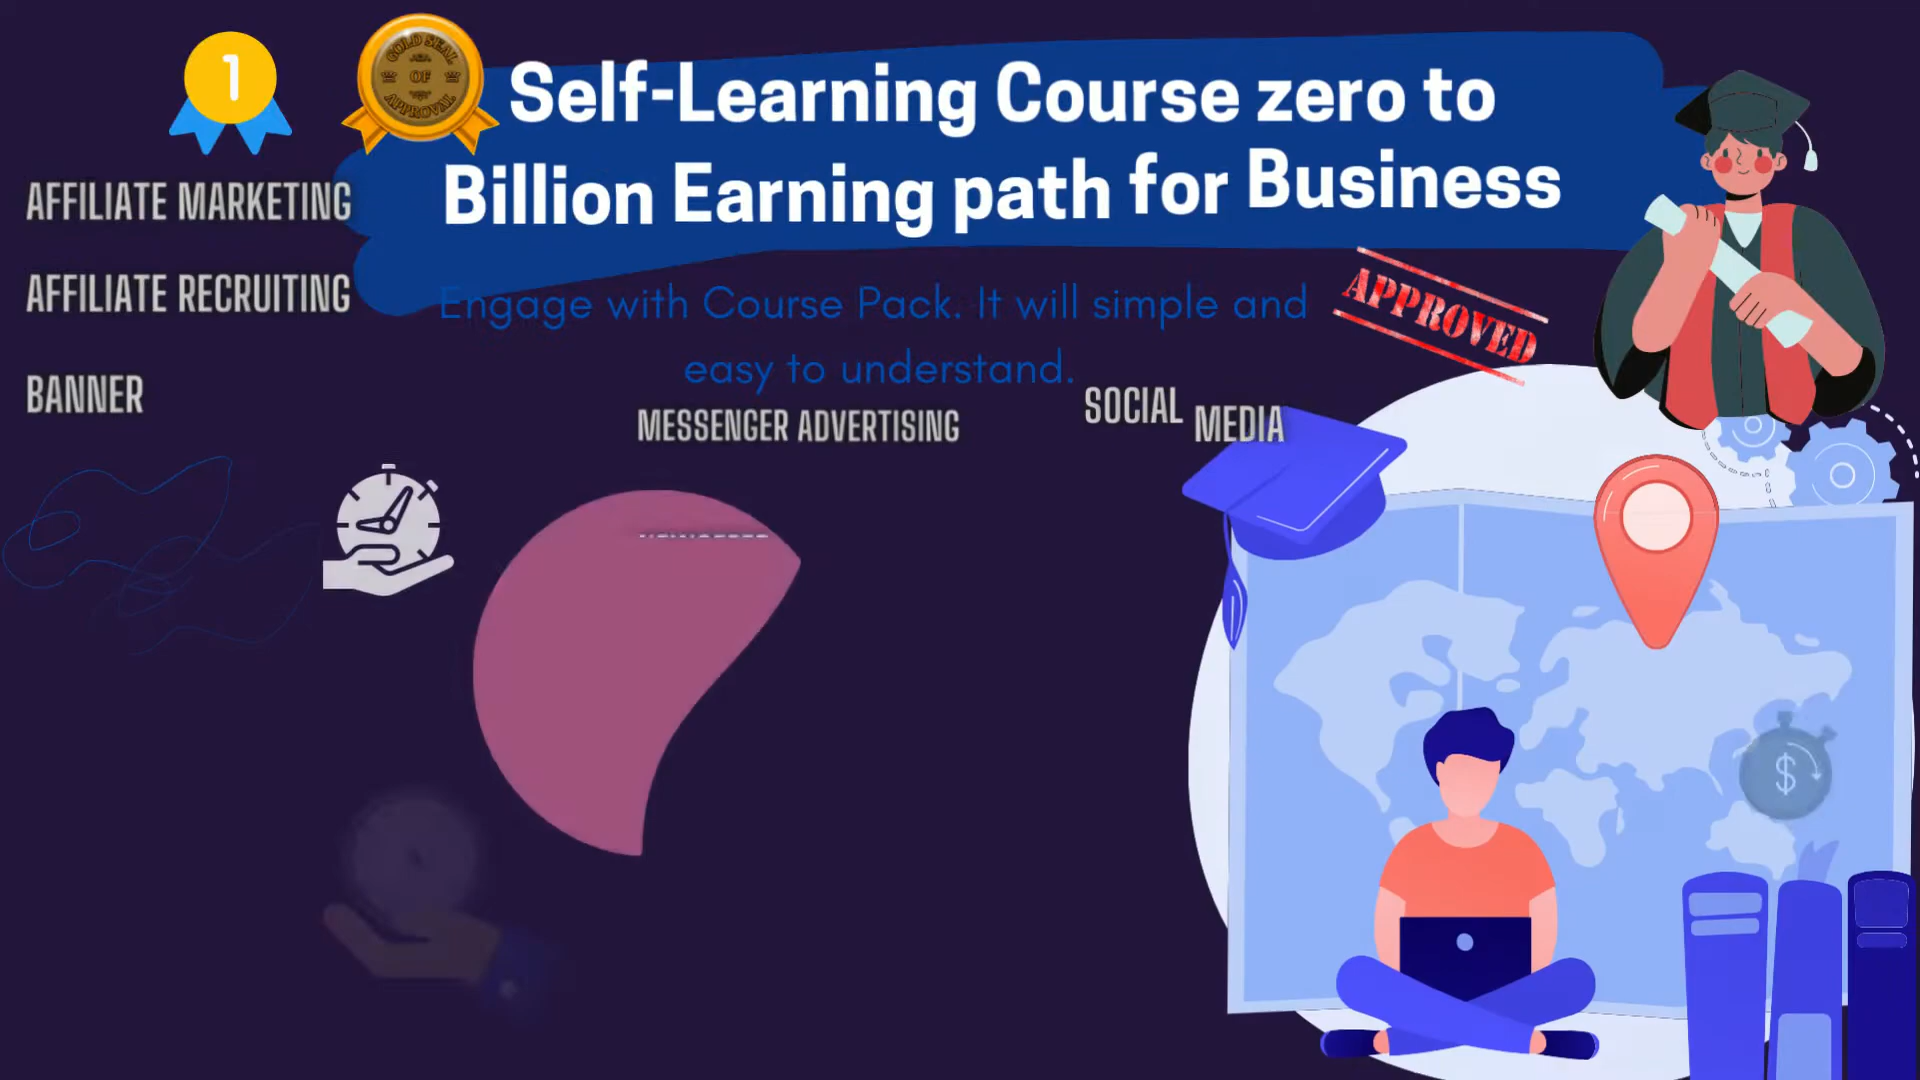 1
GOLD SEAL
OF
APPROVAL
Self-Learning Course zero to
Billion Earning path for Business
AFFILIATE MARKETING
AFFILIATE RECRUITING
BANNER
Engage with Course Pack. It will simple and
easy to understand.
APPROVED
MESSENGER ADVERTISING
SOCIAL MEDIA
$